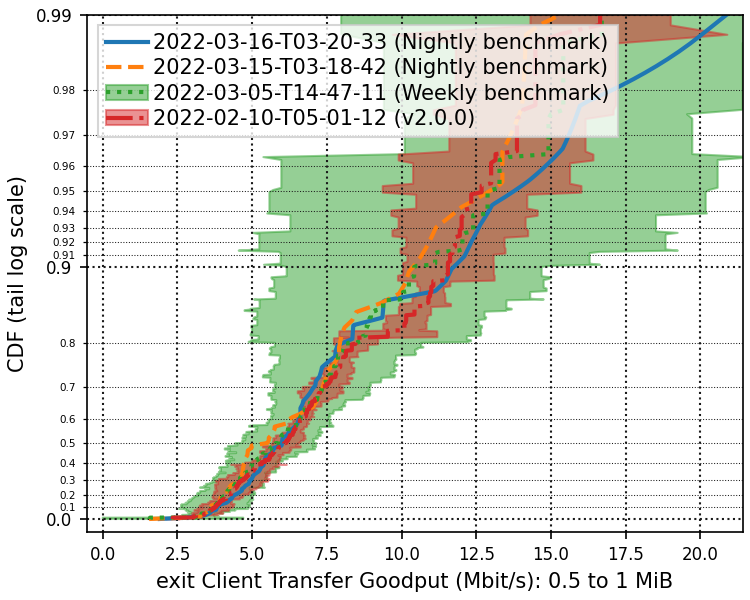 0.99
2022-03-16-T03-20-33 (Nightly benchmark)
2022-03-15-T03-18-42 (Nightly benchmark)
2022-03-05-T14-47-11 (Weekly benchmark)
2022-02-10-T05-01-12 (v2.0.0)
0.98
0.97
0.96
0.95
0.94
0.93
0.92
0.91
0.9
0.8
0.7
0.6
0.5
0.4
0.3
0.2
0.1
0.0
CDF (tail log scale)
0.0 2.5 5.0 7.5 10.0 12.5 15.0 17.5 20.0
exit Client Transfer Goodput (Mbit/s): 0.5 to 1 MiB